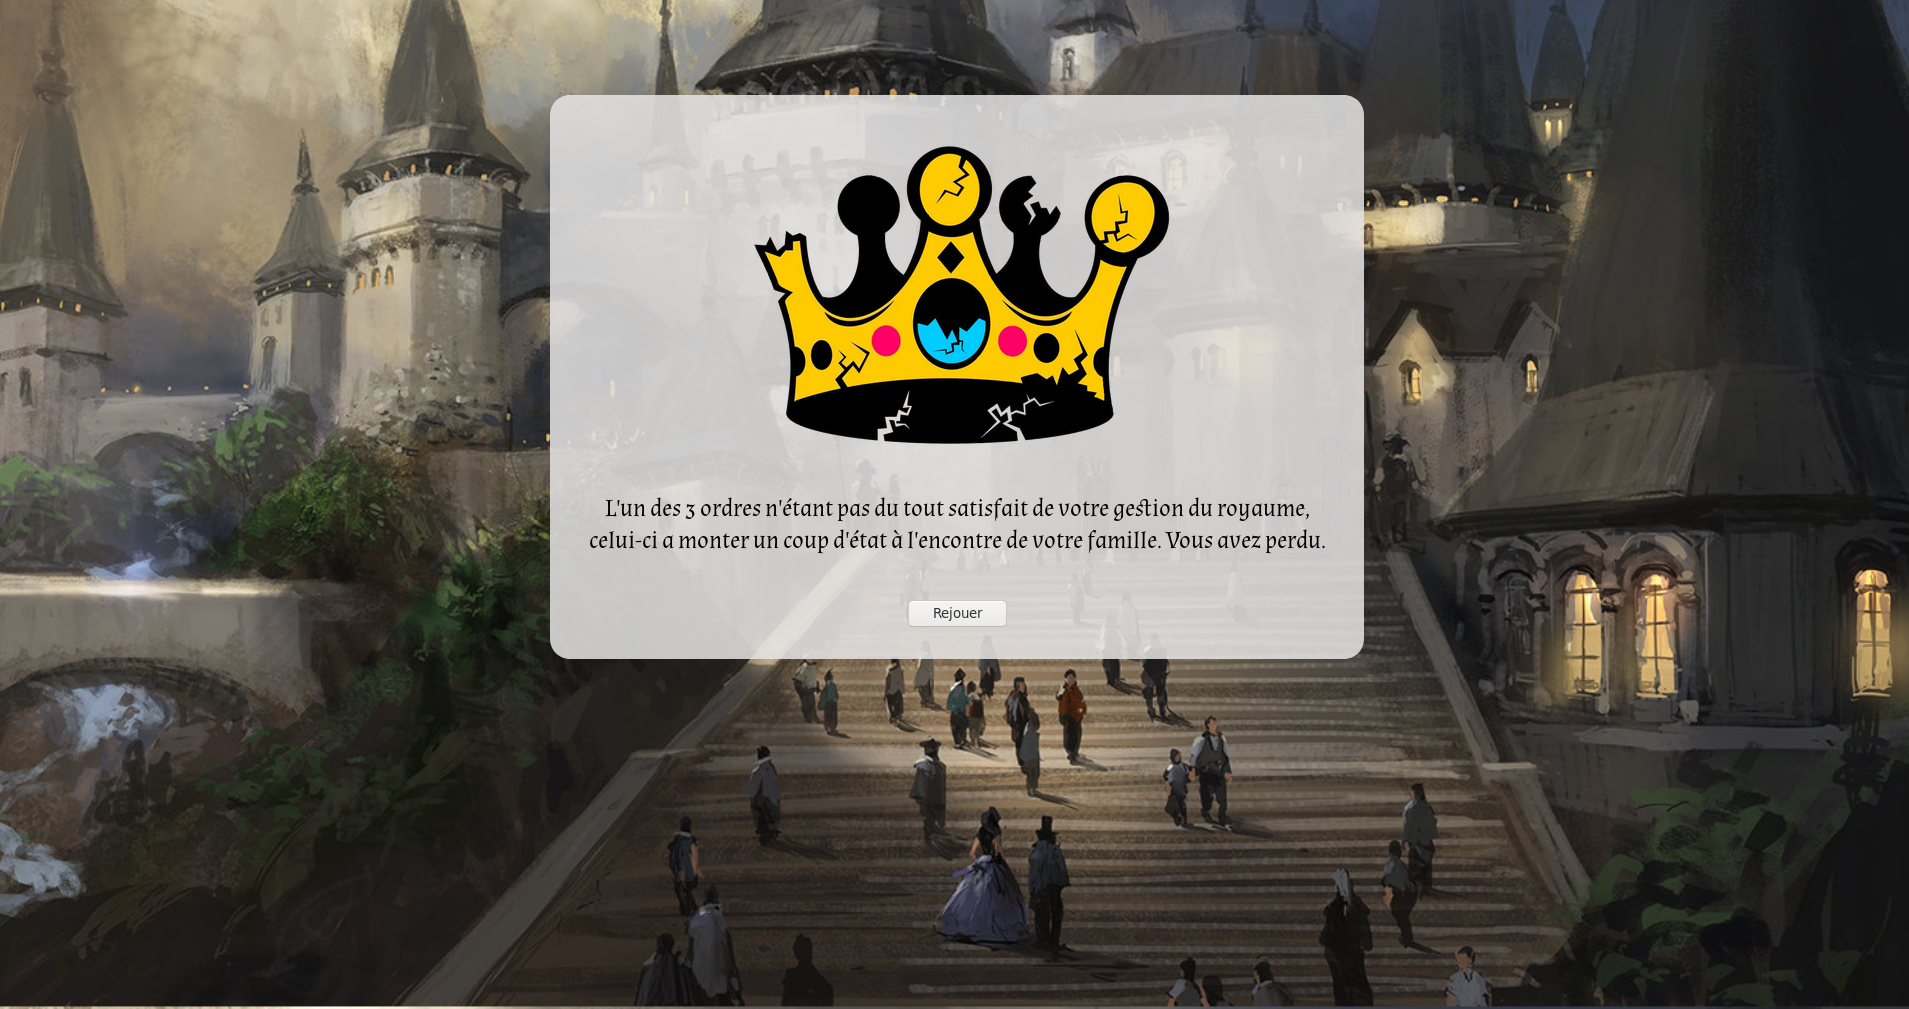 L'un des 3 ordres n'étant pas du tout satisfait de votre gestion du royaume,
celui-ci a monter un coup d'état à l'encontre de votre famille. Vous avez perdu.
Rejouer